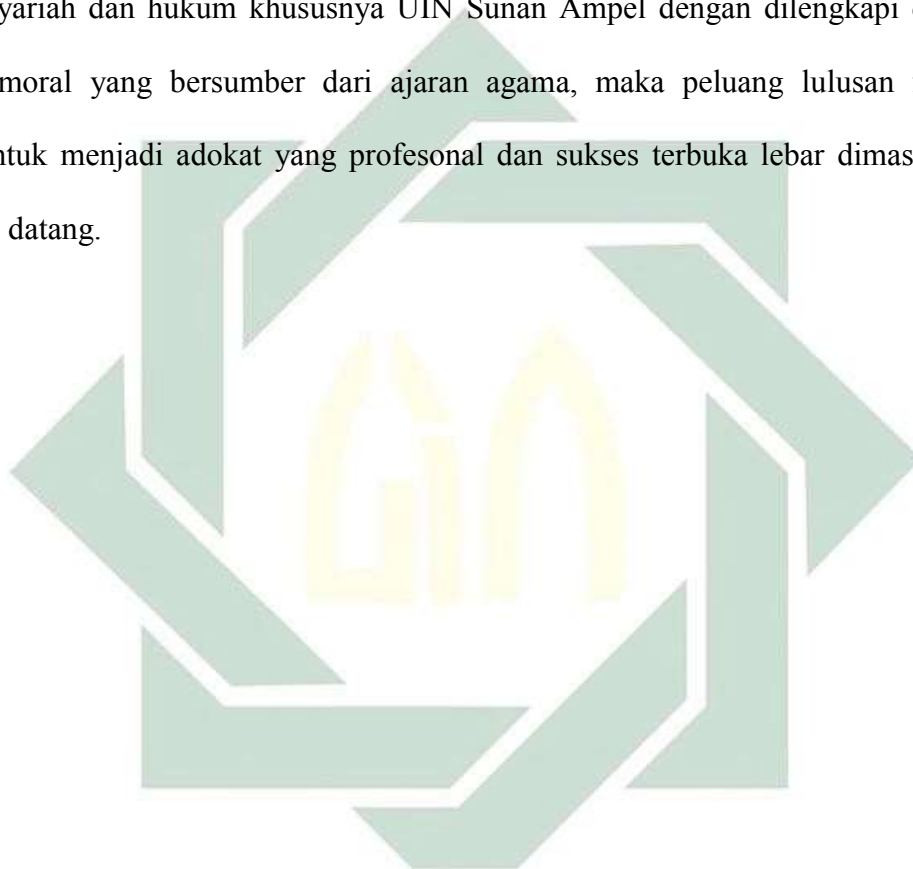 yariah dan hukum khususnya UIN Sunan Ampel dengan dilengkapi
moral yang bersumber dari ajaran agama, maka peluang lulusan
ntuk menjadi adokat yang profesonal dan sukses terbuka lebar dimas
datang.